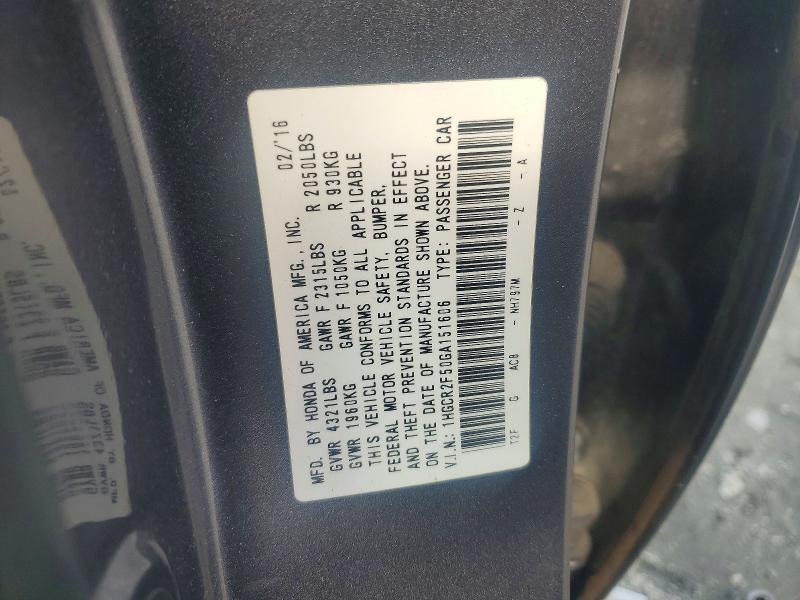 MFD. BY HONDA OF AMERICA MFG., INC. 02/'16
GVWR 4321LBS GAWR F 2315LBS R 2050LBS
GVWR 1960KG GAWR F 1050KG R 930KG
THIS VEHICLE CONFORMS TO ALL APPLICABLE
FEDERAL MOTOR VEHICLE SAFETY, BUMPER,
AND THEFT PREVENTION STANDARDS IN EFFECT
ON THE DATE OF MANUFACTURE SHOWN ABOVE.
V.I.N.: 1HGCR2F50GA151606 TYPE: PASSENGER CAR
T2F G ACB - NH797M - Z - A